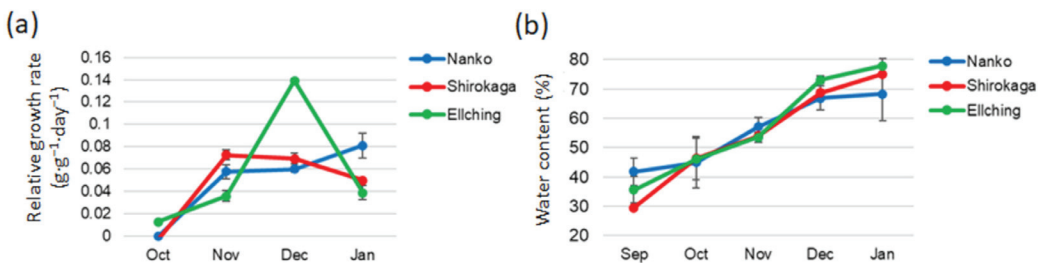 (a)
Relative growth rate
(g·g⁻¹·day⁻¹)
0.16
0.14
0.12
0.1
0.08
0.06
0.04
0.02
0
Oct Nov Dec Jan
Nanko
Shirokaga
Ellching
(b)
Water content (%)
80
70
60
50
40
30
20
Sep Oct Nov Dec Jan
Nanko
Shirokaga
Ellching